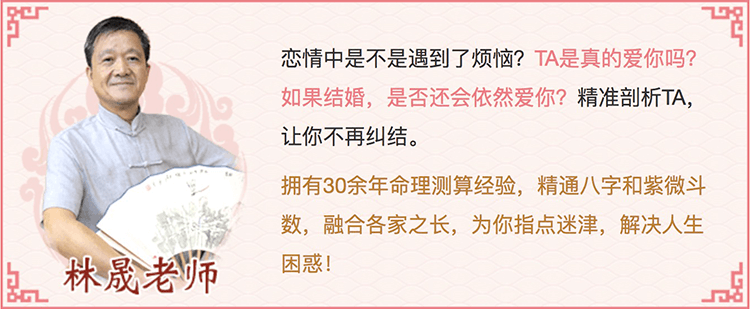 恋情中是不是遇到了烦恼？TA是真的爱你吗？
如果结婚，是否还会依然爱你？精准剖析TA，
让你不再纠结。
拥有30余年命理测算经验，精通八字和紫微斗
数，融合各家之长，为你指点迷津，解决人生
困惑！
林晟老师